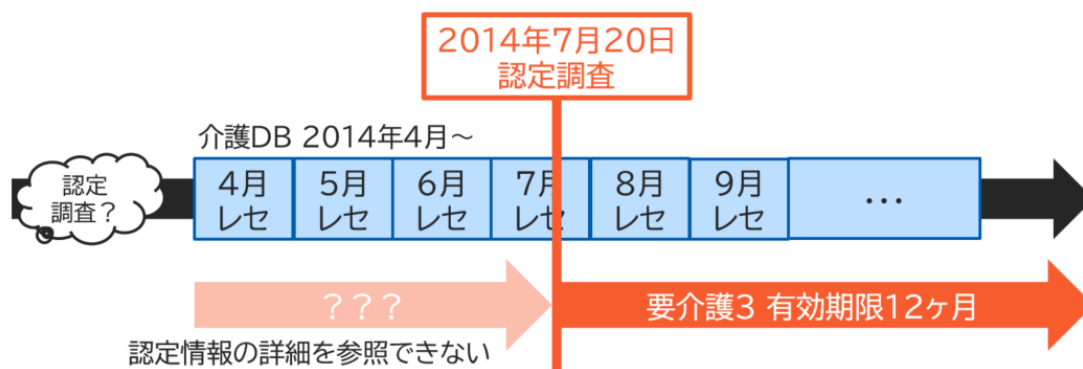 2014年7月20日
認定調査
介護DB 2014年4月～
認定
調査？
4月
レセ
5月
レセ
6月
レセ
7月
レセ
8月
レセ
9月
レセ
…
？？？
要介護3 有効期限12ヶ月
認定情報の詳細を参照できない